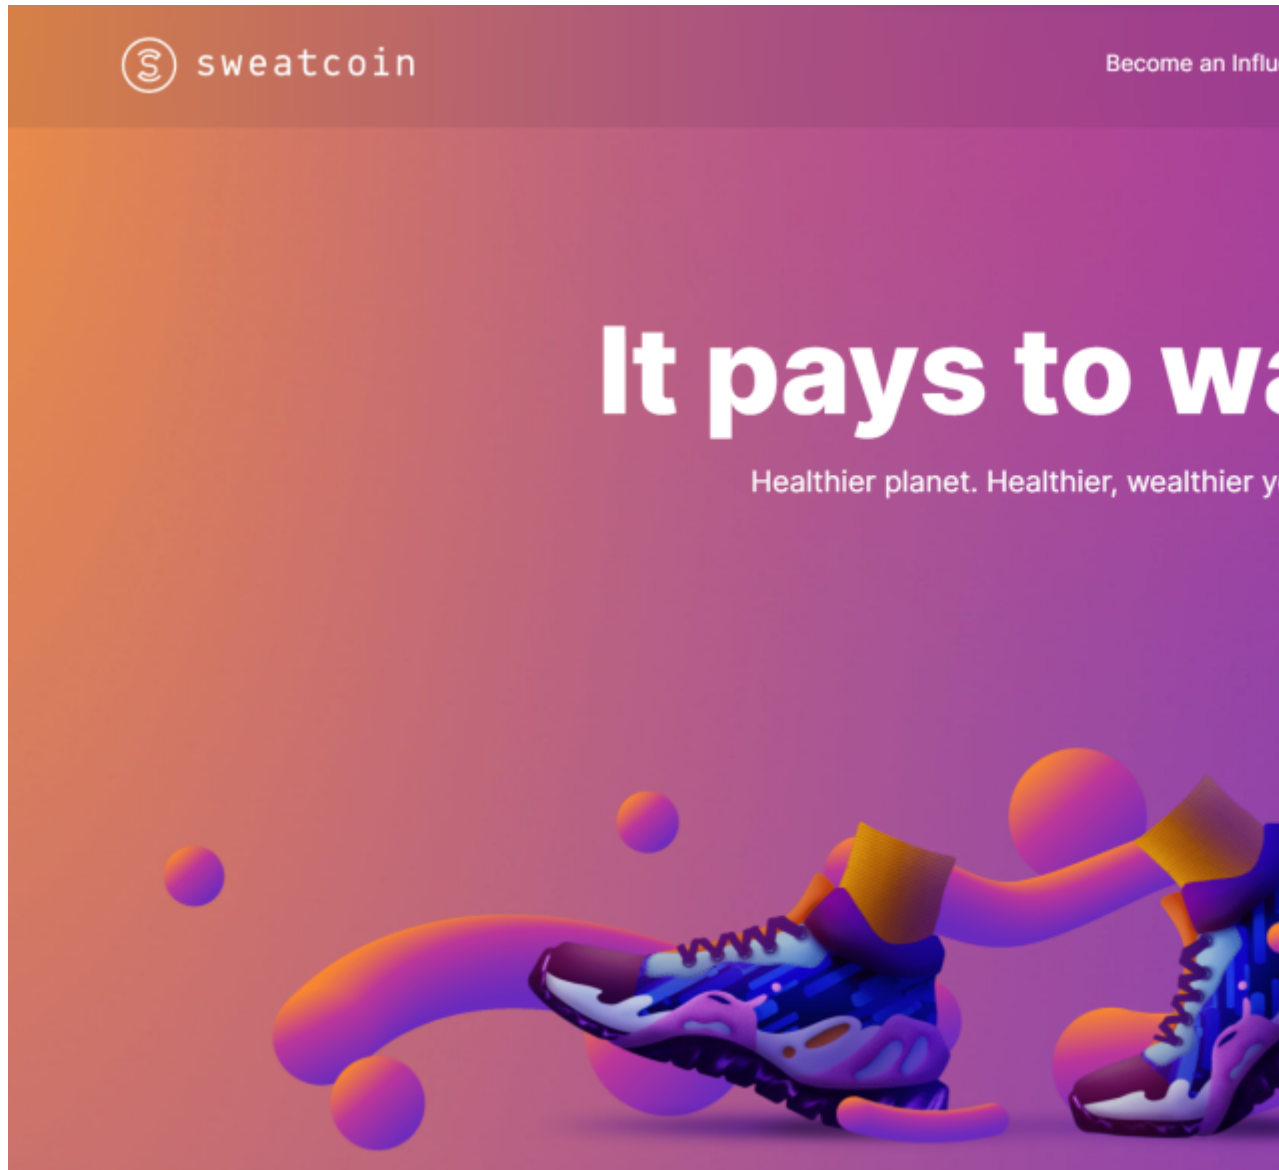 sweatcoin
Become an Influ
It pays to wa
Healthier planet. Healthier, wealthier y